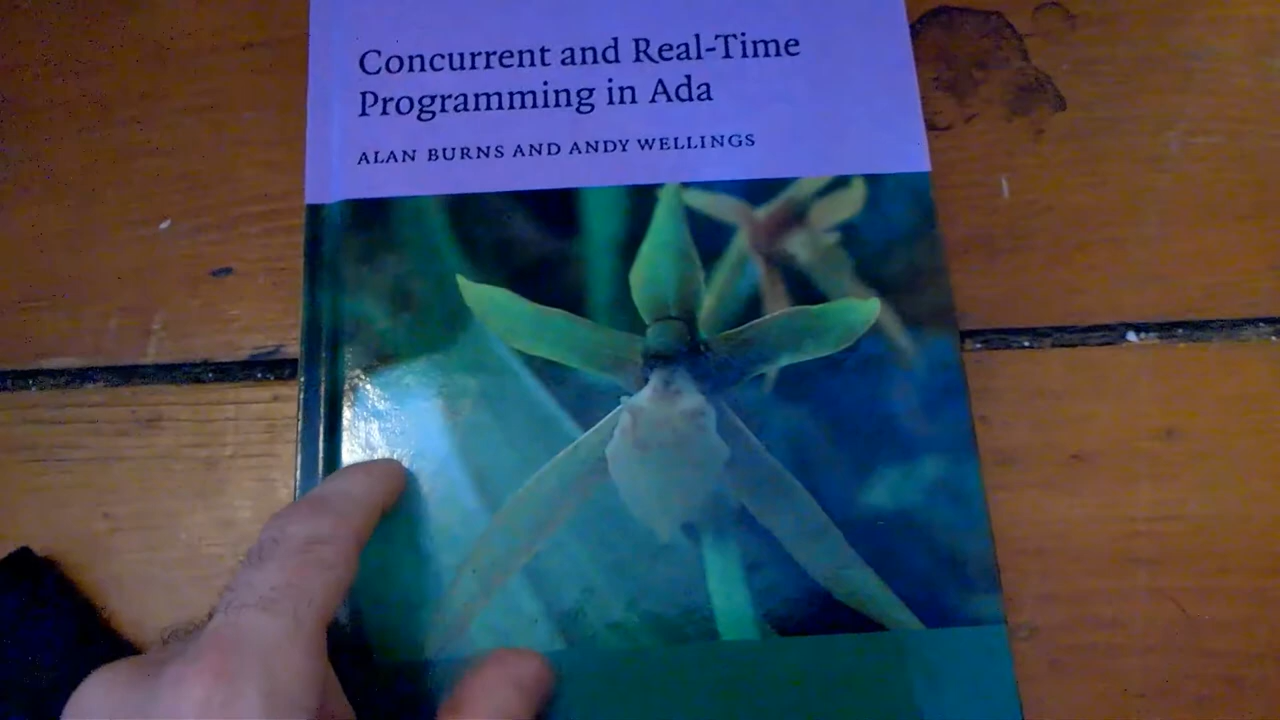 Concurrent and Real-Time
Programming in Ada
ALAN BURNS AND ANDY WELLINGS